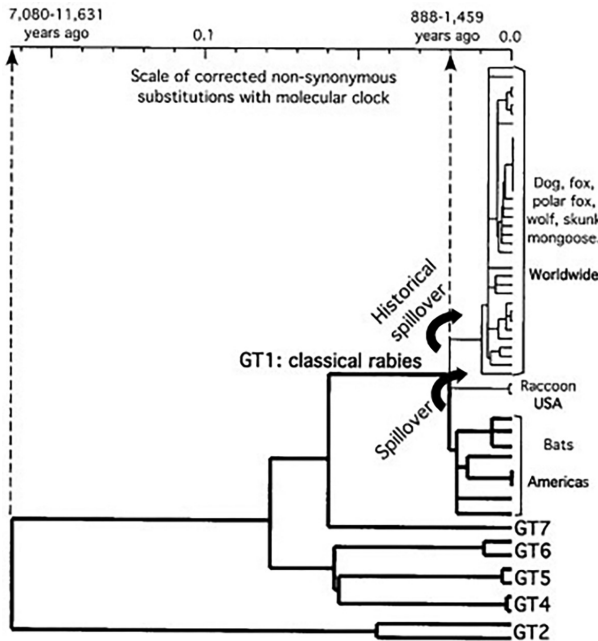 7,080-11,631
years ago
0.1
888-1,459
years ago
0.0
Scale of corrected non-synonymous
substitutions with molecular clock
Dog, fox,
polar fox,
wolf, skunk
mongoose.
Worldwide
Historical
spillover
GT1: classical rabies
Spillover
Raccoon
USA
Bats
Americas
GT7
GT6
GT5
GT4
GT2